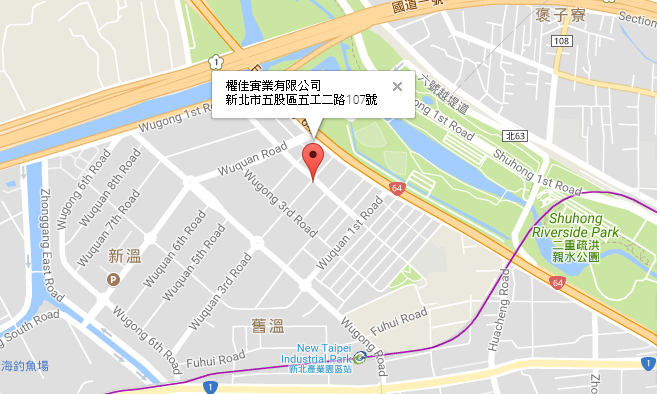 國道一號
褒子寮
Section
108
1
權佳實業有限公司
新北市五股區五工二路107號
六號越堤道
Shuhong 1st Road
北63
Shuhong 1st Road
Wugong 1st Road
Wuquan Road
64
Wugong 6th Road
Wuquan 8th Road
Wuquan 7th Road
Wugong 3rd Road
Wuquan 1st Road
Zhonggang East Road
Wuquan 6th Road
Wuquan 5th Road
Wuquan 3rd Road
Shuhong
Riverside Park
二重疏洪
親水公園
新溫
P
64
Huacheng Road
Wugong 6th Road
舊溫
Wugong Road
Fuhui Road
ng South Road
New Taipei
Industrial Park
新北產業園區站
Fuhui Road
海釣魚場
1
1